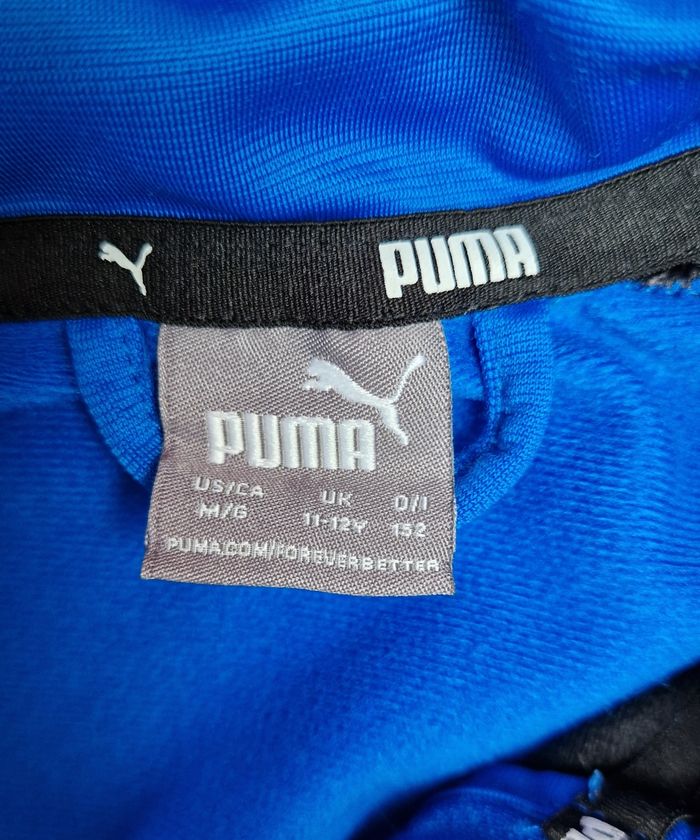 PUMA
PUMA
US/CA UK D/I
M/G 11-12Y 152
PUMA.COM/FOREVERBETTER